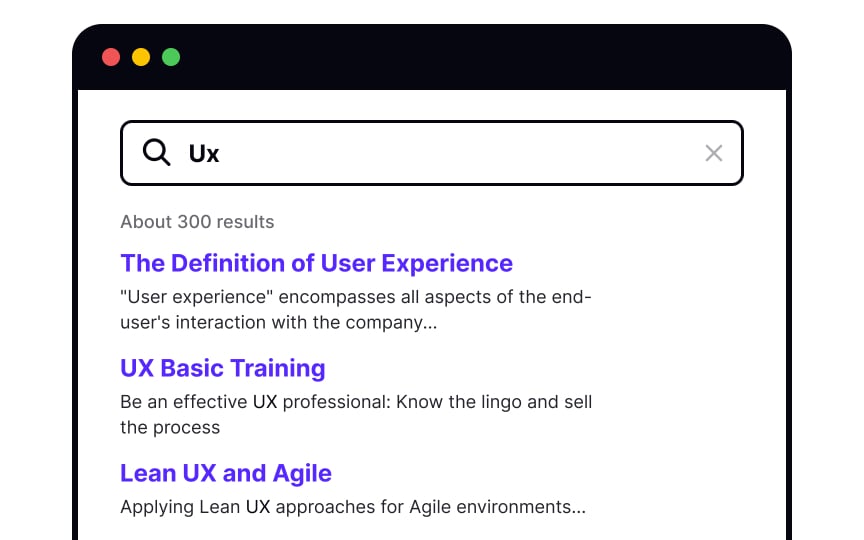 Ux
About 300 results
The Definition of User Experience
"User experience" encompasses all aspects of the end-
user's interaction with the company...
UX Basic Training
Be an effective UX professional: Know the lingo and sell
the process
Lean UX and Agile
Applying Lean UX approaches for Agile environments...